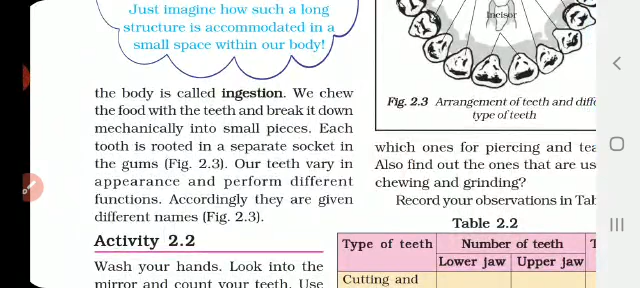 Just imagine how such a long
structure is accommodated in a
small space within our body!
the body is called ingestion. We chew
the food with the teeth and break it down
mechanically into small pieces. Each
tooth is rooted in a separate socket in
the gums (Fig. 2.3). Our teeth vary in
appearance and perform different
functions. Accordingly they are given
different names (Fig. 2.3).
Activity 2.2
Wash your hands. Look into the
mirror and count your teeth. Use
Incisor
Fig. 2.3 Arrangement of teeth and
type of teeth
which ones for piercing and
Also find out the ones that are
chewing and grinding?
Record your observations in
Table 2.2
Type of teeth Number of teeth
Lower jaw Upper jaw
Cutting and